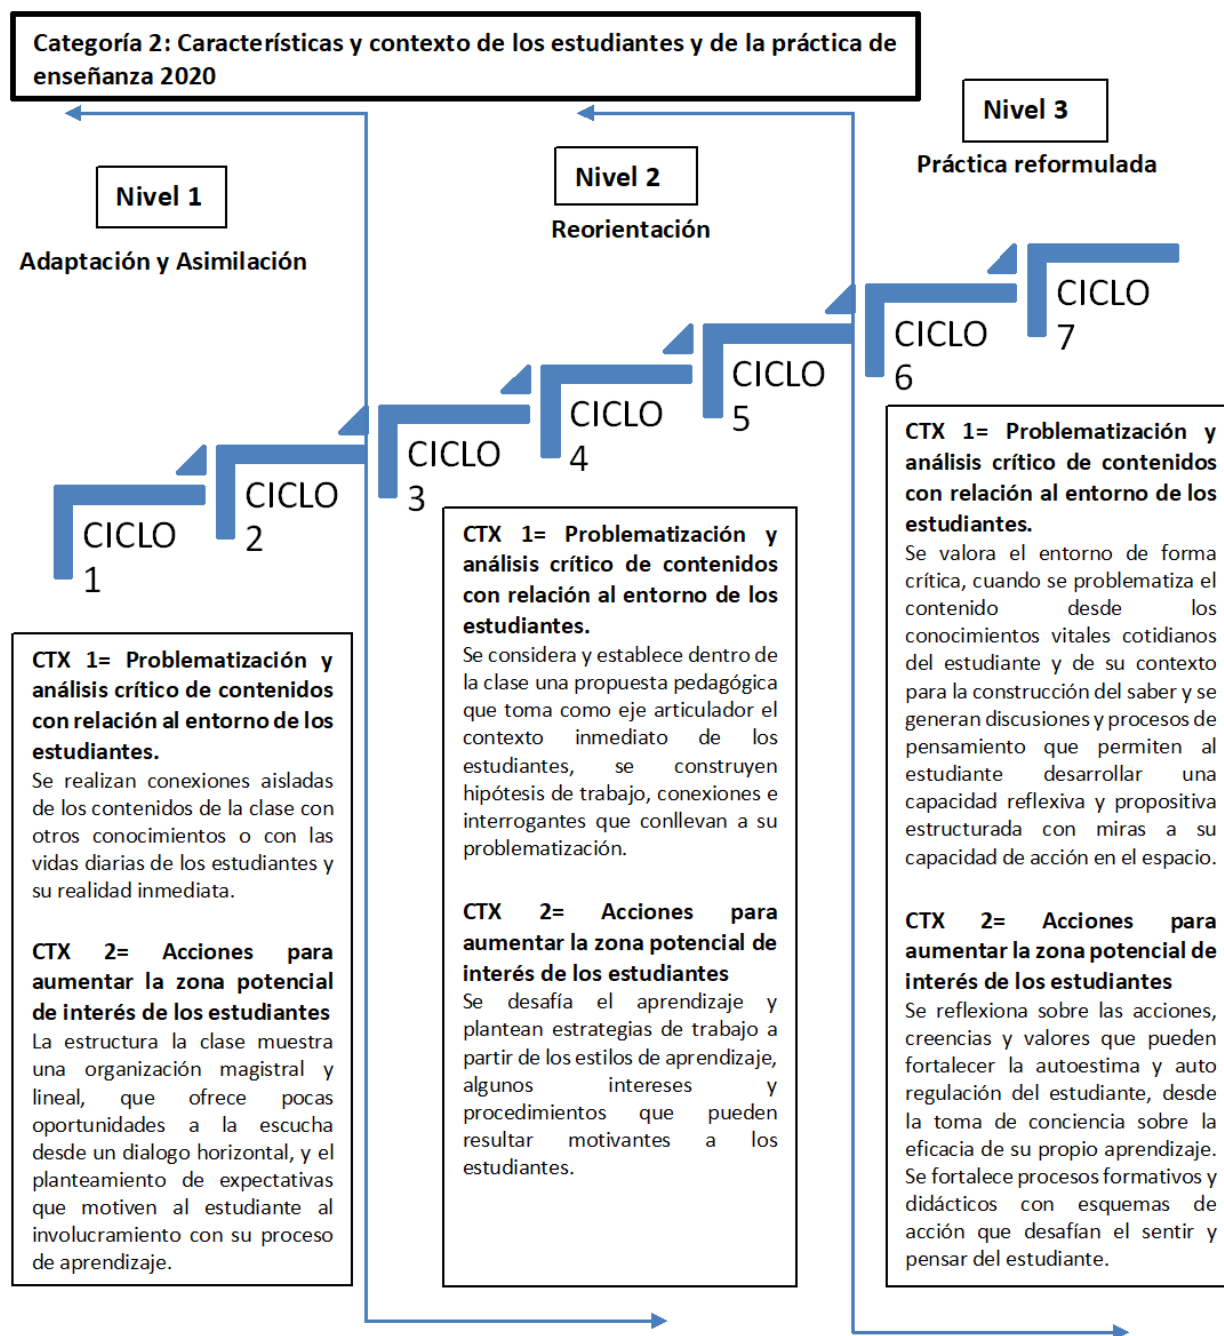 Categoría 2: Características y contexto de los estudiantes y de la práctica de
enseñanza 2020
Nivel 1
Adaptación y Asimilación
Nivel 2
Reorientación
Nivel 3
Práctica reformulada
CICLO
1
CICLO
2
CICLO
3
CICLO
4
CICLO
5
CICLO
6
CICLO
7
CTX 1= Problematización y
análisis crítico de contenidos
con relación al entorno de los
estudiantes.
Se realizan conexiones aisladas
de los contenidos de la clase con
otros conocimientos o con las
vidas diarias de los estudiantes y
su realidad inmediata.
CTX 2= Acciones para
aumentar la zona potencial
de interés de los estudiantes
La estructura la clase muestra
una organización magistral y
lineal, que ofrece pocas
oportunidades a la escucha
desde un dialogo horizontal, y el
planteamiento de expectativas
que motiven al estudiante al
involucramiento con su proceso
de aprendizaje.
CTX 1= Problematización y
análisis crítico de contenidos
con relación al entorno de los
estudiantes.
Se considera y establece dentro de
la clase una propuesta pedagógica
que toma como eje articulador el
contexto inmediato de los
estudiantes, se construyen
hipótesis de trabajo, conexiones e
interrogantes que conllevan a su
problematización.
CTX 2= Acciones para
aumentar la zona potencial de
interés de los estudiantes
Se desafía el aprendizaje y
plantean estrategias de trabajo a
partir de los estilos de aprendizaje,
algunos intereses y
procedimientos que pueden
resultar motivantes a los
estudiantes.
CTX 1= Problematización y
análisis crítico de contenidos
con relación al entorno de los
estudiantes.
Se valora el entorno de forma
crítica, cuando se problematiza el
contenido desde los
conocimientos vitales cotidianos
del estudiante y de su contexto
para la construcción del saber y se
generan discusiones y procesos de
pensamiento que permiten al
estudiante desarrollar una
capacidad reflexiva y propositiva
estructurada con miras a su
capacidad de acción en el espacio.
CTX 2= Acciones para
aumentar la zona potencial de
interés de los estudiantes
Se reflexiona sobre las acciones,
creencias y valores que pueden
fortalecer la autoestima y auto
regulación del estudiante, desde
la toma de conciencia sobre la
eficacia de su propio aprendizaje.
Se fortalece procesos formativos y
didácticos con esquemas de
acción que desafían el sentir y
pensar del estudiante.